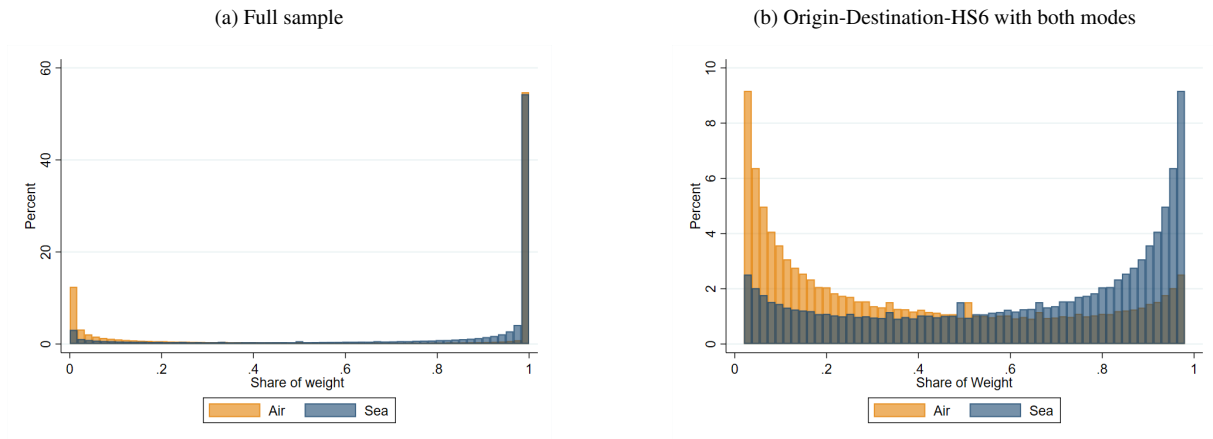 (a) Full sample
60
40
20
0
Percent
0 .2 .4 .6 .8 1
Share of weight
Air Sea
(b) Origin-Destination-HS6 with both modes
10
8
6
4
2
0
Percent
0 .2 .4 .6 .8 1
Share of Weight
Air Sea